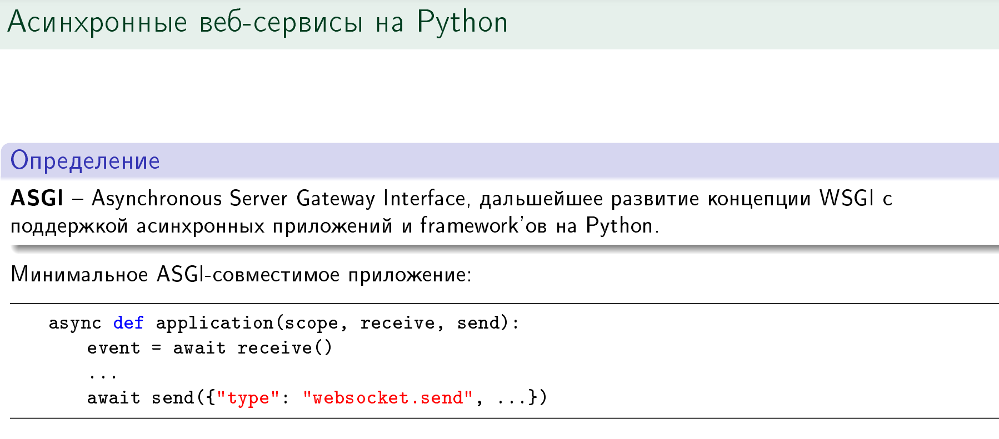 Асинхронные веб-сервисы на Python
Определение
ASGI – Asynchronous Server Gateway Interface, дальшейшее развитие концепции WSGI с
поддержкой асинхронных приложений и framework'ов на Python.
Минимальное ASGI-совместимое приложение:
async def application(scope, receive, send):
event = await receive()
...
await send({"type": "websocket.send", ...})